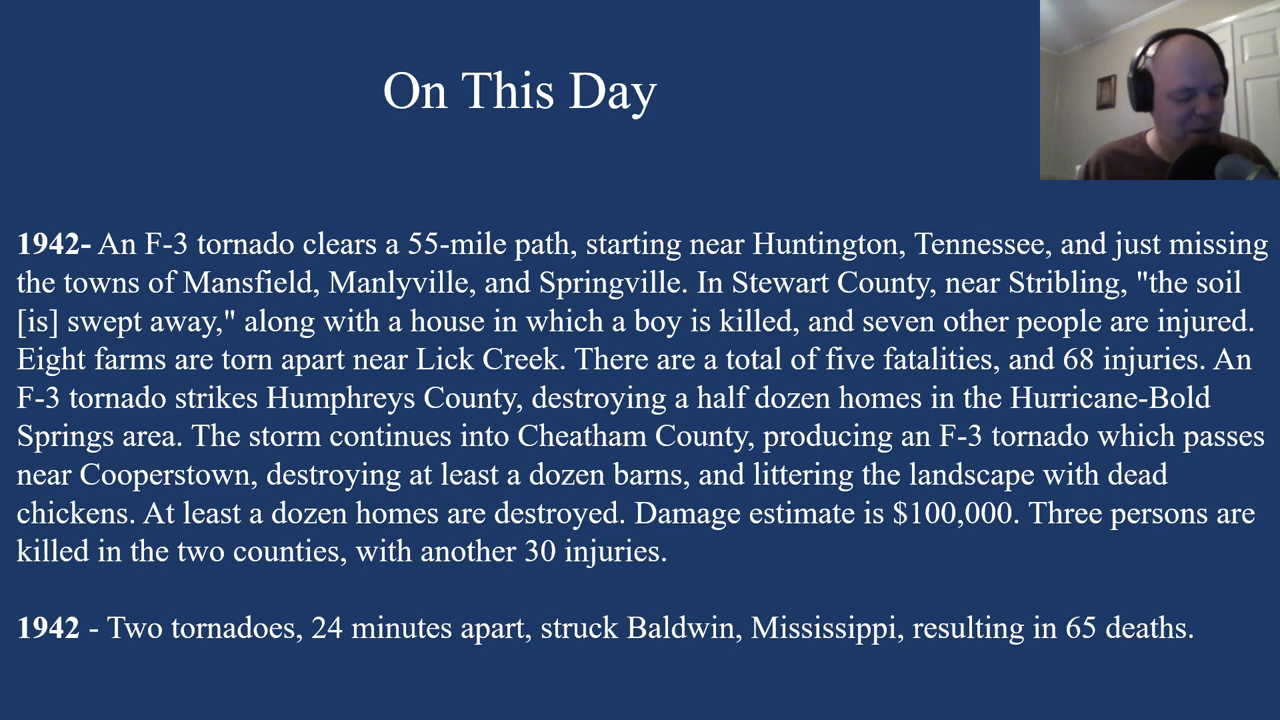 On This Day
1942- An F-3 tornado clears a 55-mile path, starting near Huntington, Tennessee, and just missing
the towns of Mansfield, Manlyville, and Springville. In Stewart County, near Stribling, "the soil
[is] swept away," along with a house in which a boy is killed, and seven other people are injured.
Eight farms are torn apart near Lick Creek. There are a total of five fatalities, and 68 injuries. An
F-3 tornado strikes Humphreys County, destroying a half dozen homes in the Hurricane-Bold
Springs area. The storm continues into Cheatham County, producing an F-3 tornado which passes
near Cooperstown, destroying at least a dozen barns, and littering the landscape with dead
chickens. At least a dozen homes are destroyed. Damage estimate is $100,000. Three persons are
killed in the two counties, with another 30 injuries.
1942 - Two tornadoes, 24 minutes apart, struck Baldwin, Mississippi, resulting in 65 deaths.